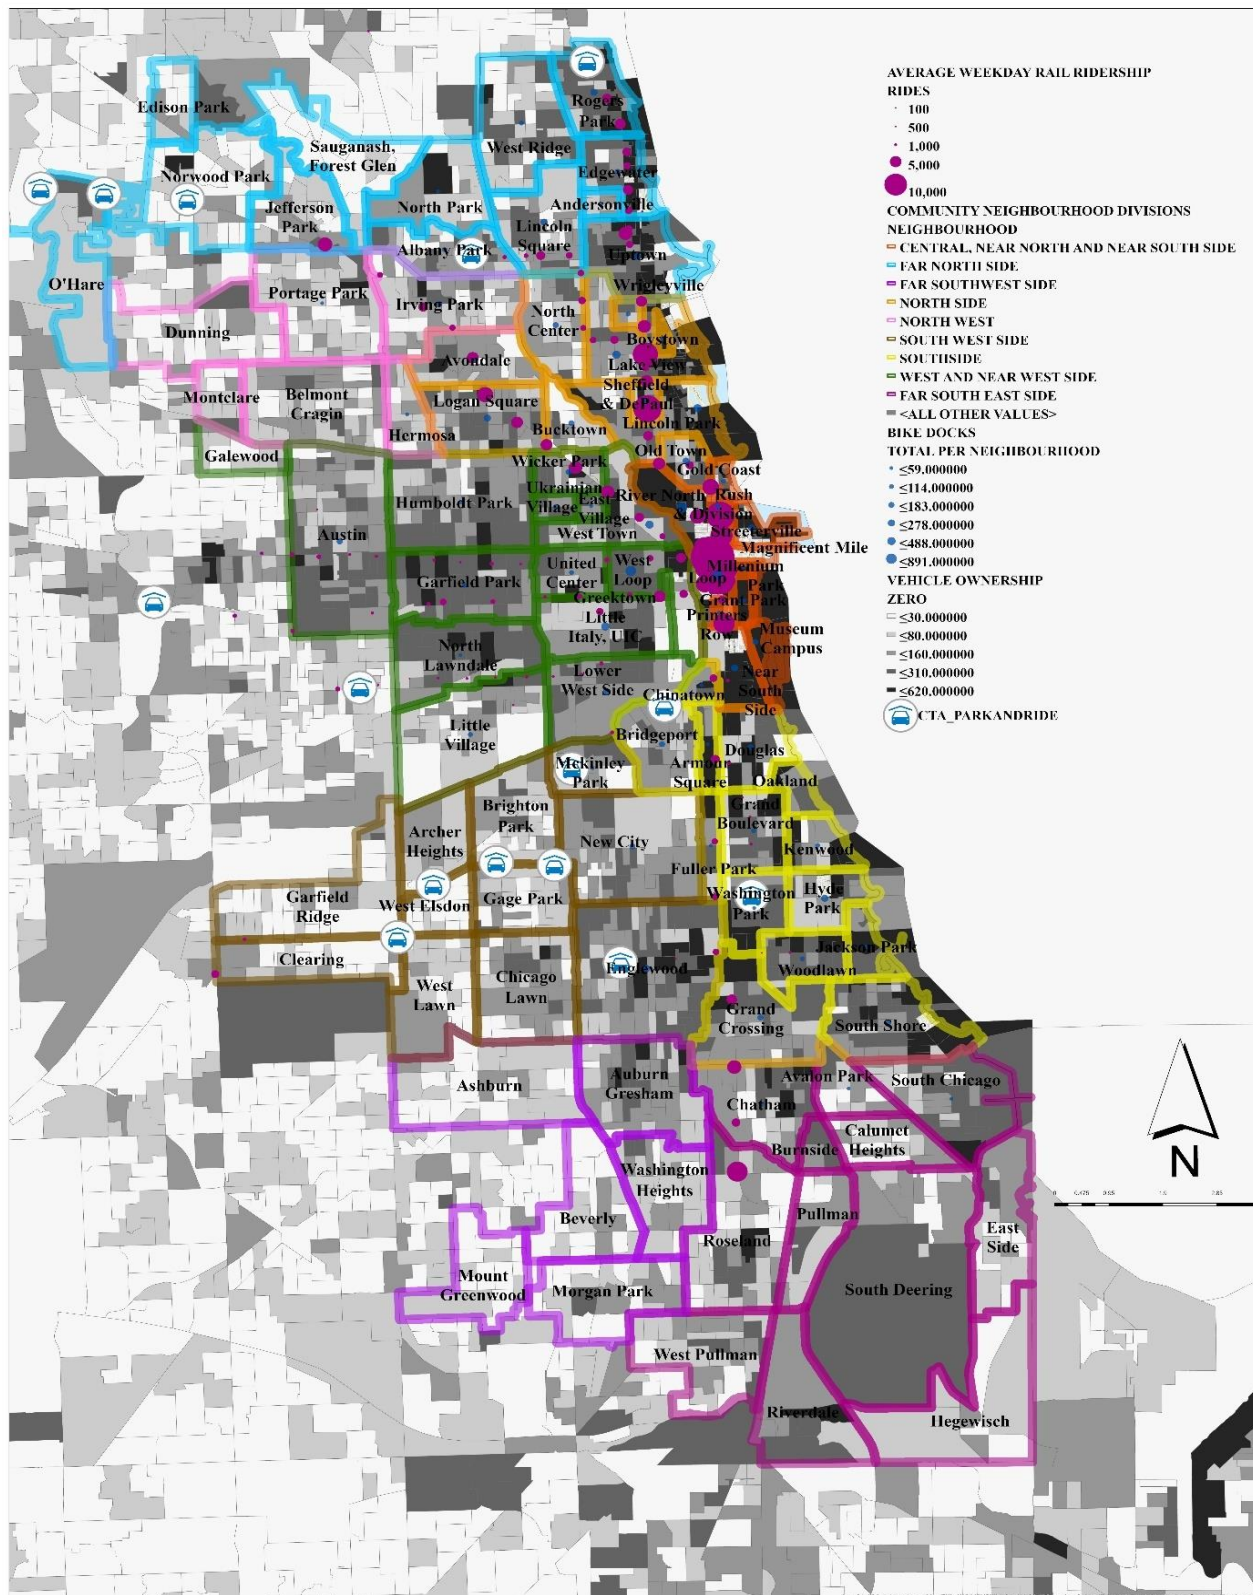 AVERAGE WEEKDAY RAIL RIDERSHIP
RIDES
100
500
1,000
5,000
10,000
COMMUNITY NEIGHBOURHOOD DIVISIONS
NEIGHBOURHOOD
CENTRAL, NEAR NORTH AND NEAR SOUTH SIDE
FAR NORTH SIDE
FAR SOUTHWEST SIDE
NORTH SIDE
NORTH WEST
SOUTH WEST SIDE
SOUTHSIDE
WEST AND NEAR WEST SIDE
FAR SOUTH EAST SIDE
<ALL OTHER VALUES>
BIKE DOCKS
TOTAL PER NEIGHBOURHOOD
≤59.000000
≤114.000000
≤183.000000
≤278.000000
≤488.000000
≤891.000000
VEHICLE OWNERSHIP
ZERO
≤30.000000
≤80.000000
≤160.000000
≤310.000000
≤620.000000
CTA_PARKANDRIDE
Edison Park
Rogers
Park
Sauganash,
Forest Glen
West Ridge
Norwood Park
Edgewater
Jefferson
Park
North Park
Andersonville
Lincoln
Square
Albany Park
Uptown
O'Hare
Portage Park
Irving Park
Wrigleyville
North
Center
Dunning
Boystown
Avondale
Lake View
Montclare
Belmont
Cragin
Logan Square
Sheffield
& DePaul
Lincoln Park
Hermosa
Bucktown
Galewood
Old Town
Wicker Park
Gold Coast
Humboldt Park
Ukrainian
Village
East
Village
River North
Rush
& Division
Streeterville
Austin
West Town
Magnificent Mile
United
Center
West
Loop
Loop
Millenium
Park
Garfield Park
Greektown
Grant Park
Little
Italy, UIC
Printers
Row
Museum
Campus
North
Lawndale
Lower
West Side
Near
South
Side
Chinatown
Little
Village
Bridgeport
Mckinley
Park
Armour
Square
Douglas
Oakland
Brighton
Park
Grand
Boulevard
Archer
Heights
New City
Kenwood
Fuller Park
Garfield
Ridge
West Elsdon
Gage Park
Washington
Park
Hyde
Park
Clearing
Jackson Park
Englewood
Woodlawn
West
Lawn
Chicago
Lawn
Grand
Crossing
South Shore
Ashburn
Auburn
Gresham
Avalon Park
South Chicago
Chatham
Burnside
Calumet
Heights
Washington
Heights
Beverly
Pullman
Roseland
East
Side
Mount
Greenwood
Morgan Park
South Deering
West Pullman
Riverdale
Hegewisch
N